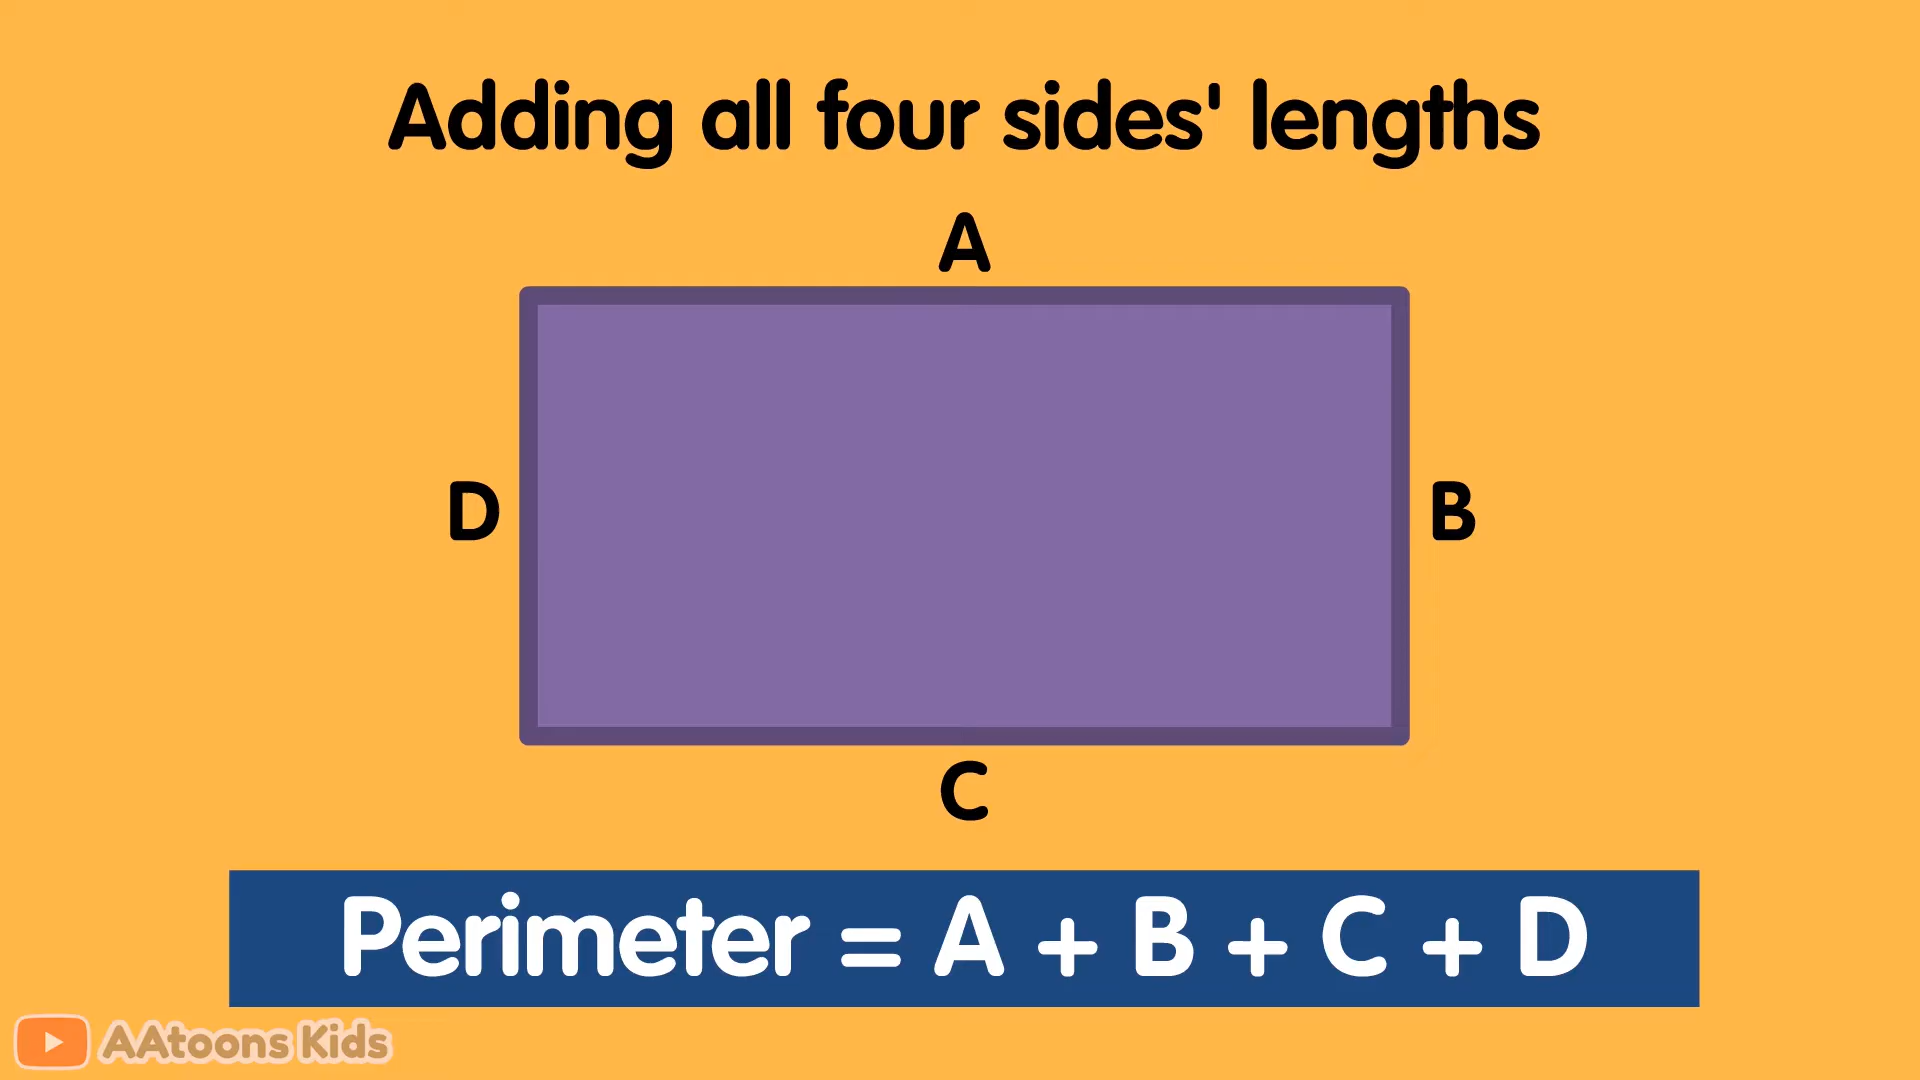 Adding all four sides' lengths
A
D
B
C
Perimeter = A + B + C + D
AAtoons Kids